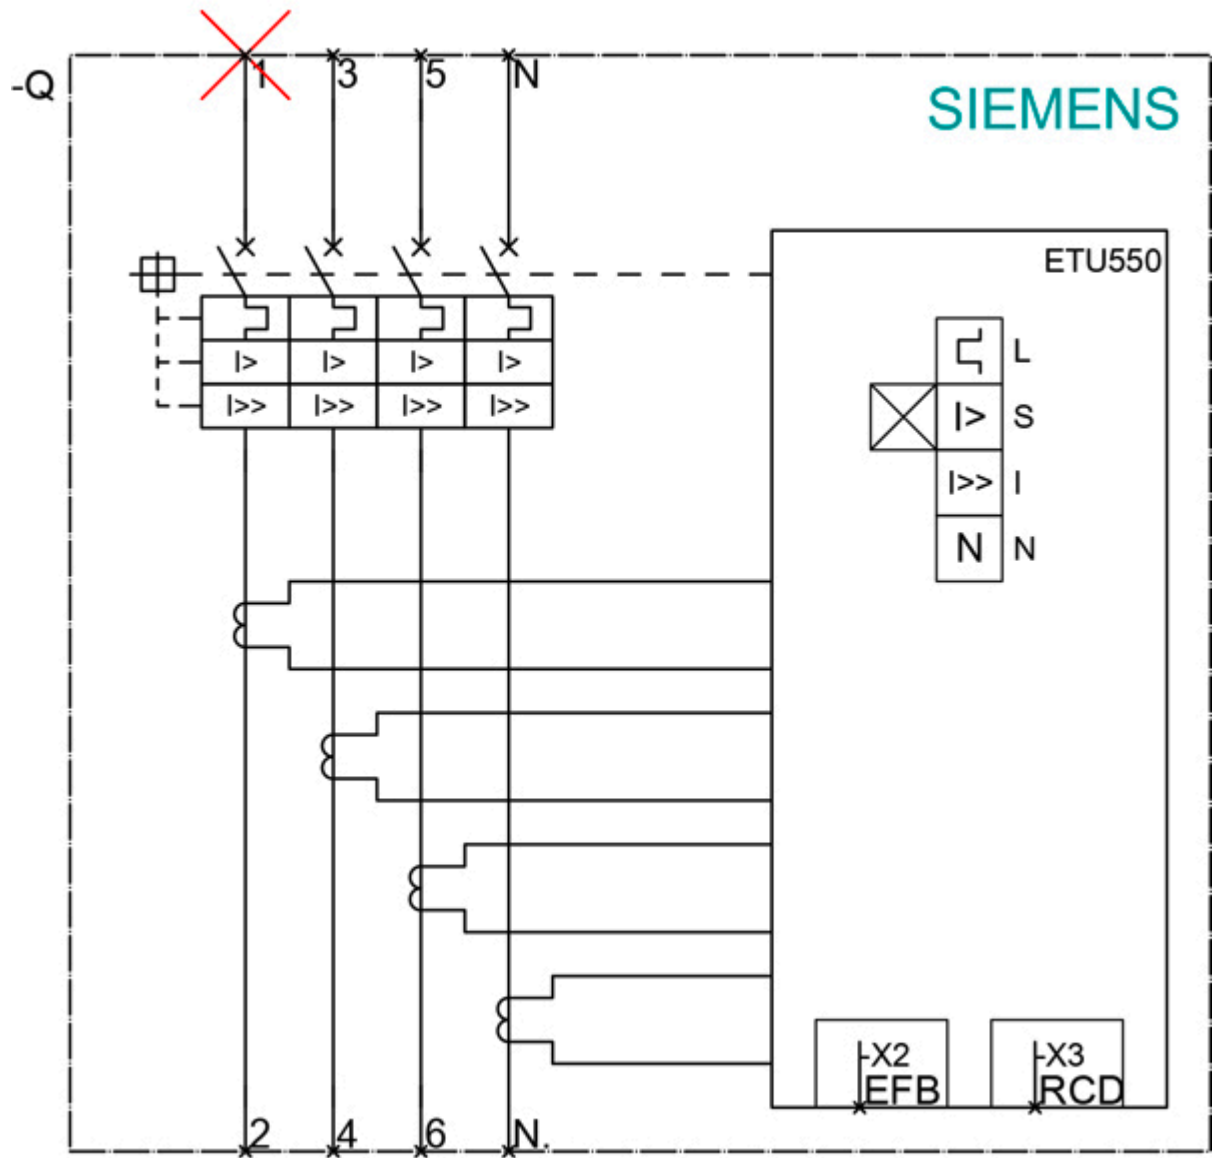 1 3 5 N
-Q
SIEMENS
ETU550
L
I> I> I> I> 
I>> I>> I>> I>>
I> S
I>> I
N N
-X2 -X3
EFB RCD
2 4 6 N.